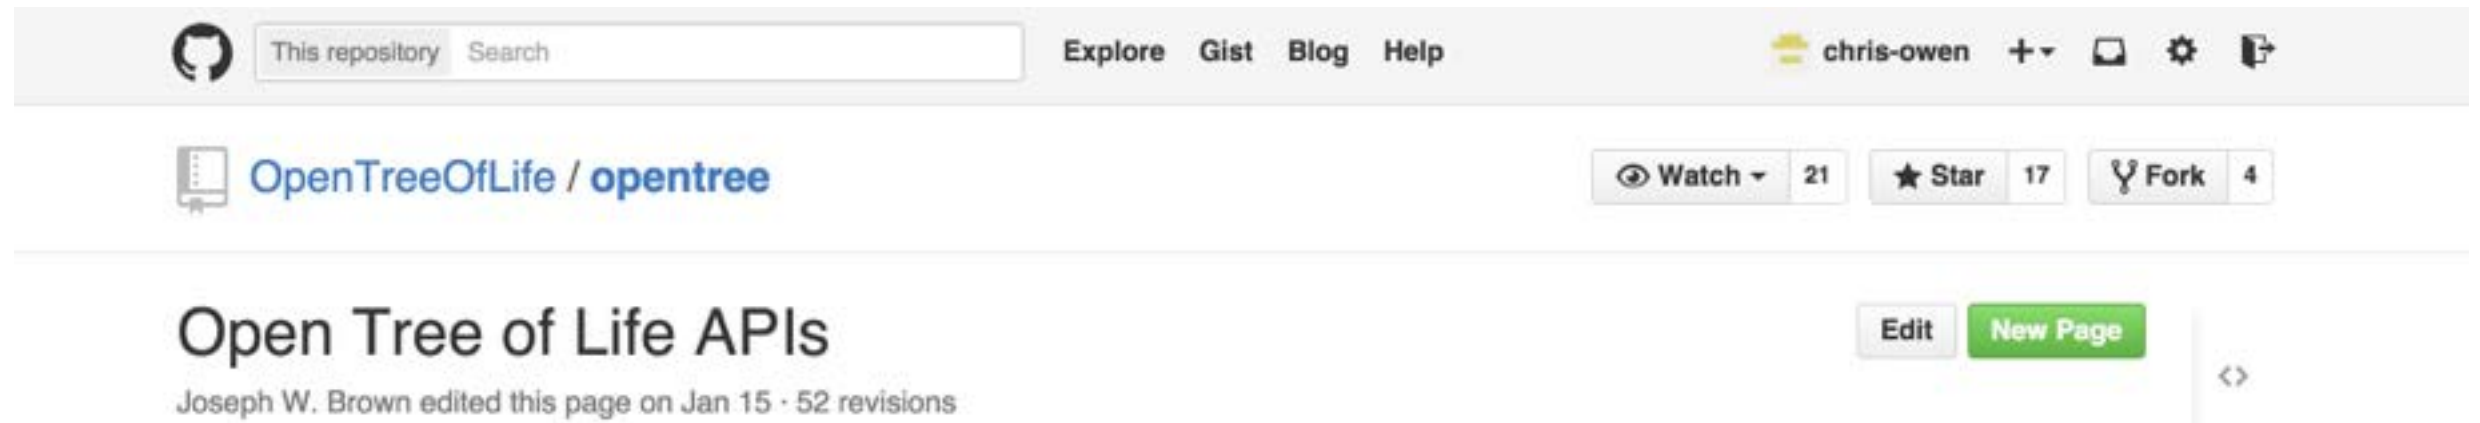 This repository Search Explore Gist Blog Help chris-owen
OpenTreeOfLife / opentree Watch 21 Star 17 Fork 4
Open Tree of Life APIs Edit New Page
Joseph W. Brown edited this page on Jan 15 · 52 revisions